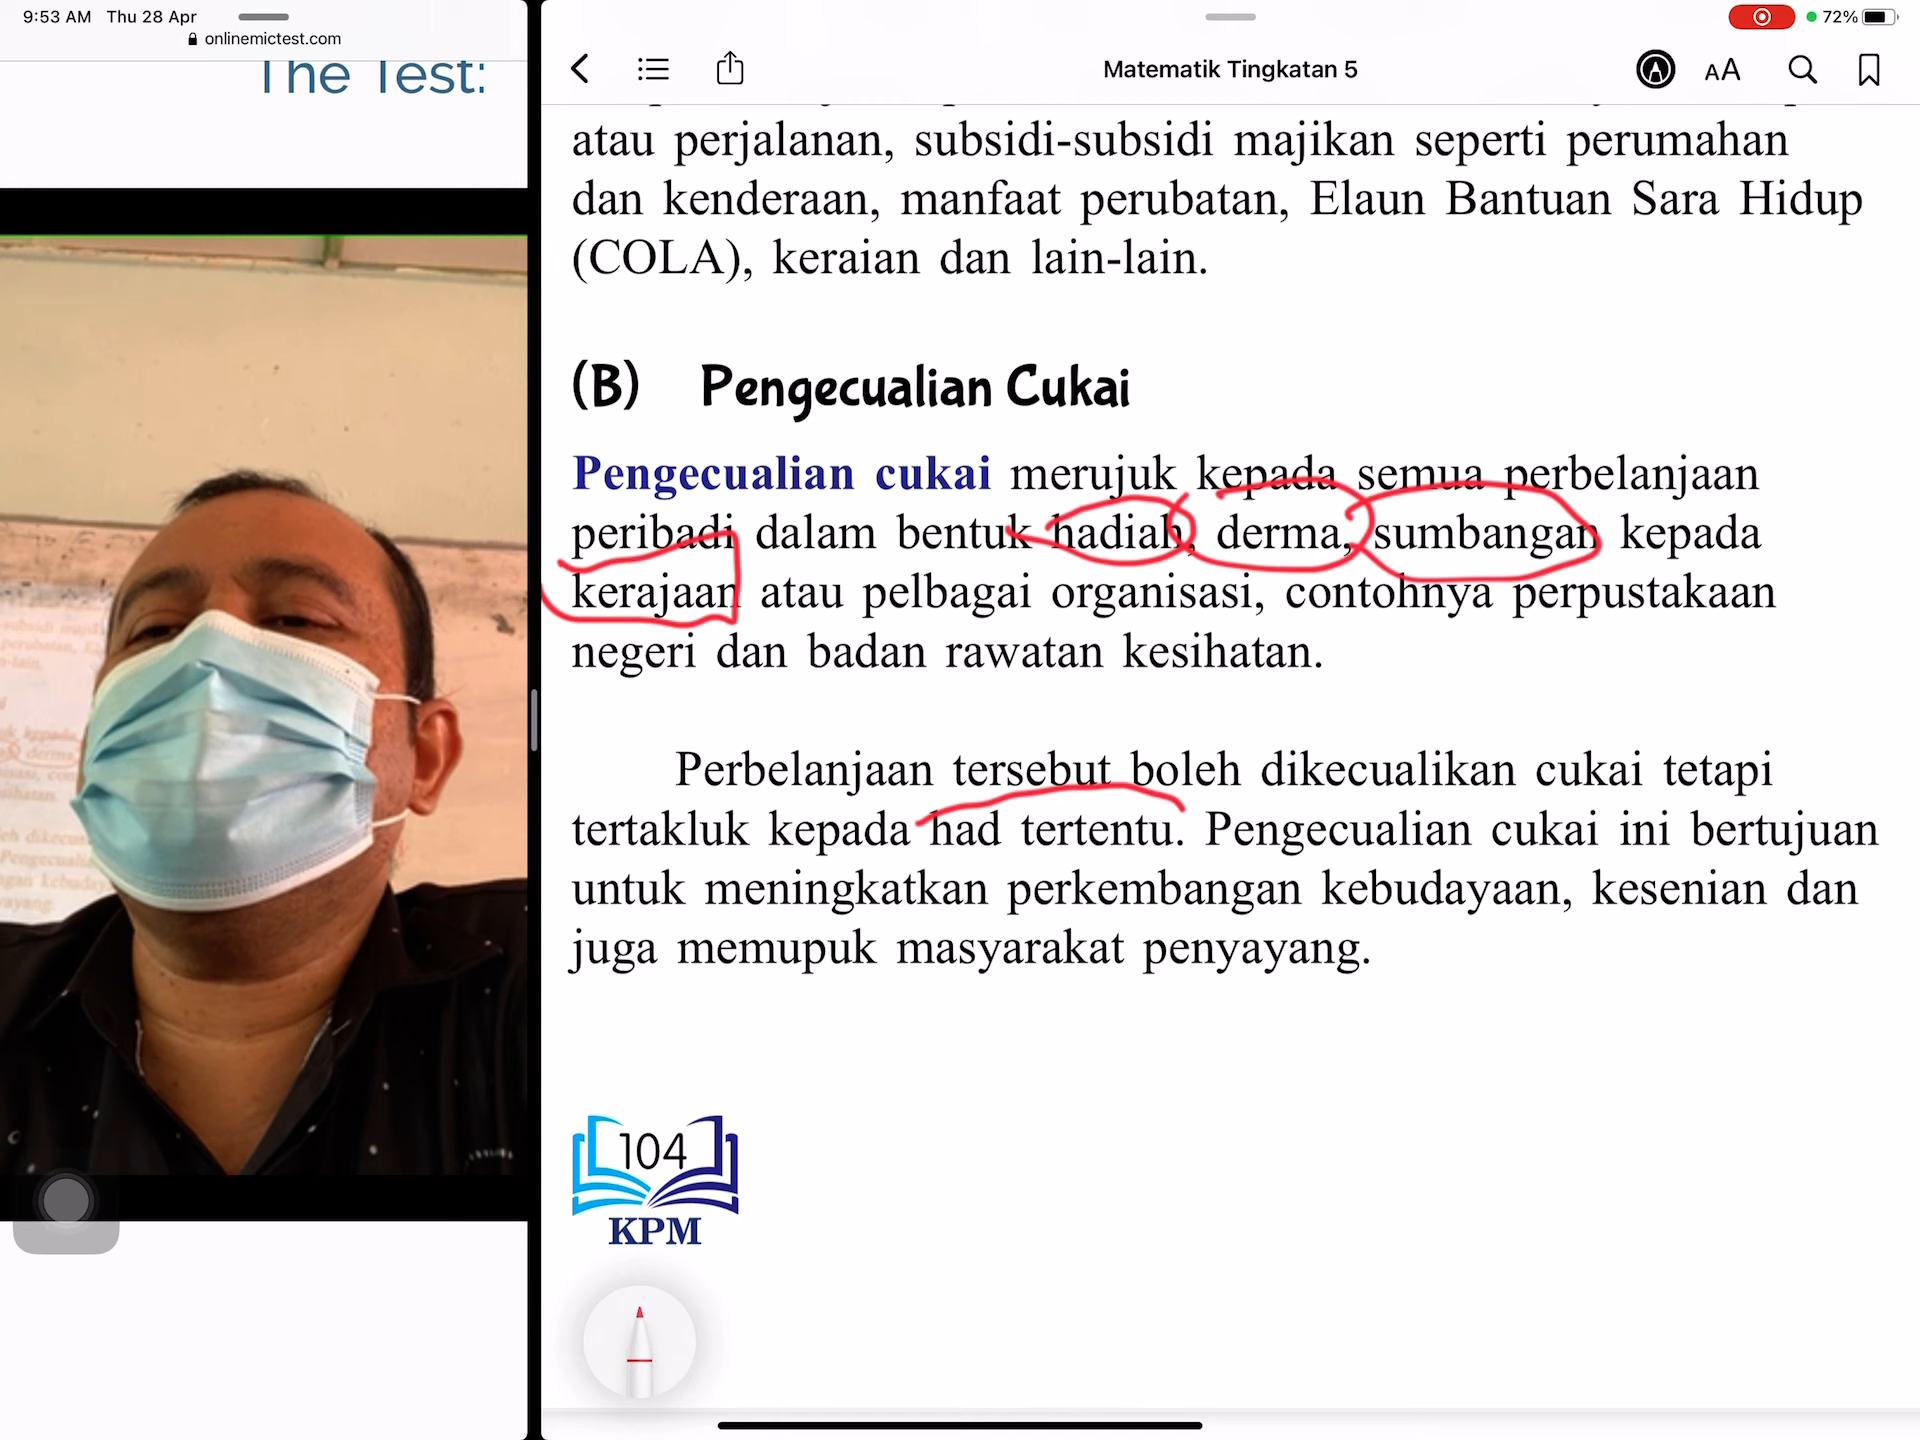 9:53 AM Thu 28 Apr
onlinemictest.com
The Test:
72%
Matematik Tingkatan 5
AA
atau perjalanan, subsidi-subsidi majikan seperti perumahan
dan kenderaan, manfaat perubatan, Elaun Bantuan Sara Hidup
(COLA), keraian dan lain-lain.
(B) Pengecualian Cukai
Pengecualian cukai merujuk kepada semua perbelanjaan
peribadi dalam bentuk hadiah, derma, sumbangan kepada
kerajaan atau pelbagai organisasi, contohnya perpustakaan
negeri dan badan rawatan kesihatan.
Perbelanjaan tersebut boleh dikecualikan cukai tetapi
tertakluk kepada had tertentu. Pengecualian cukai ini bertujuan
untuk meningkatkan perkembangan kebudayaan, kesenian dan
juga memupuk masyarakat penyayang.
104
KPM